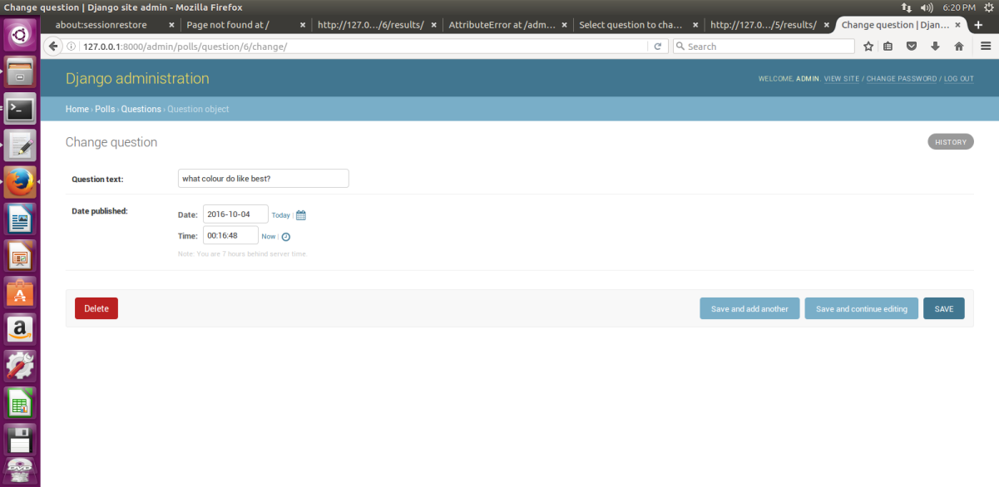 Change question | Django site admin - Mozilla Firefox
6:20 PM
about:sessionrestore
Page not found at /
http://127.0.../6/results/
AttributeError at /adm...
Select question to cha...
http://127.0.../5/results/
Change question | Djan...
127.0.0.1:8000/admin/polls/question/6/change/
Search
Django administration
WELCOME, ADMIN. VIEW SITE / CHANGE PASSWORD / LOG OUT
Home › Polls › Questions › Question object
Change question
HISTORY
Question text: what colour do like best?
Date published:
Date: 2016-10-04 Today |
Time: 00:16:48 Now |
Note: You are 7 hours behind server time.
Delete
Save and add another
Save and continue editing
SAVE
DVD